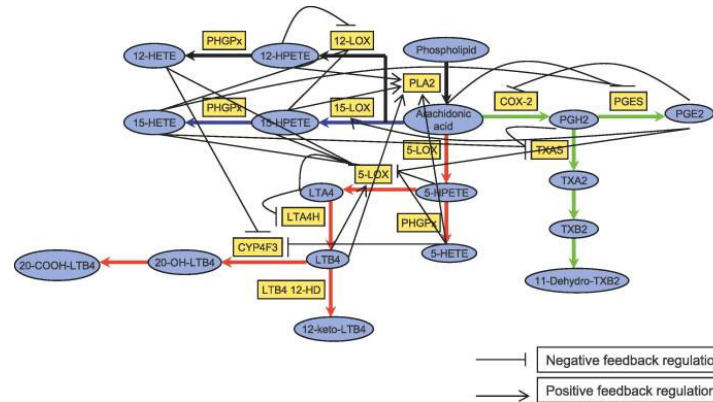 PHGPx
12-LOX
12-HETE
12-HPETE
Phospholipid
PLA2
PHGPx
15-LOX
COX-2
PGES
15-HETE
15-HPETE
Arachidonic
acid
PGH2
PGE2
5-LOX
TXAS
5-LOX
TXA2
LTA4
5-HPETE
LTA4H
PHGPx
CYP4F3
TXB2
20-COOH-LTB4
20-OH-LTB4
LTB4
5-HETE
11-Dehydro-TXB2
LTB4 12-HD
12-keto-LTB4
Negative feedback regulation
Positive feedback regulation